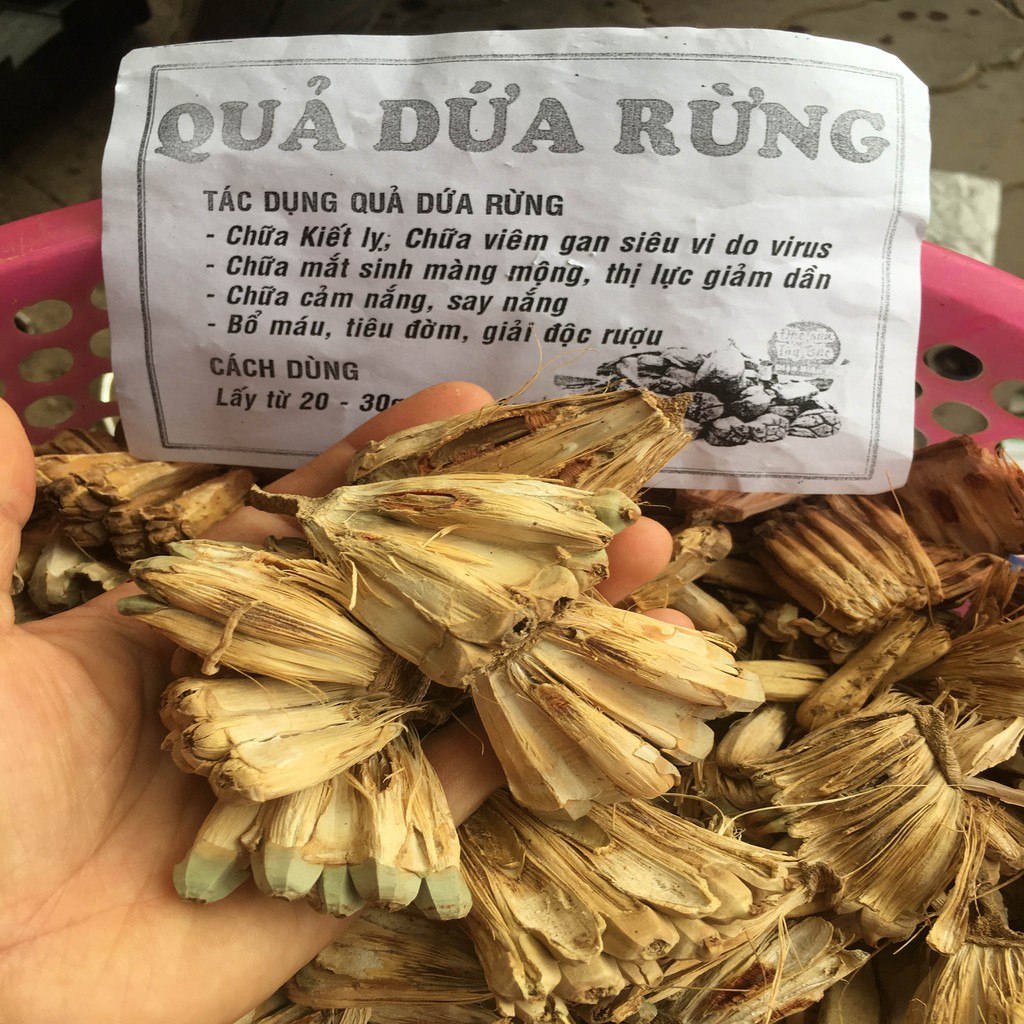 QUẢ DỨA RỪNG
TÁC DỤNG QUẢ DỨA RỪNG
- Chữa Kiết lỵ; Chữa viêm gan siêu vi do virus
- Chữa mắt sinh màng mộng, thị lực giảm dần
- Chữa cảm nắng, say nắng
- Bổ máu, tiêu đờm, giải độc rượu
CÁCH DÙNG
Lấy từ 20 - 30g